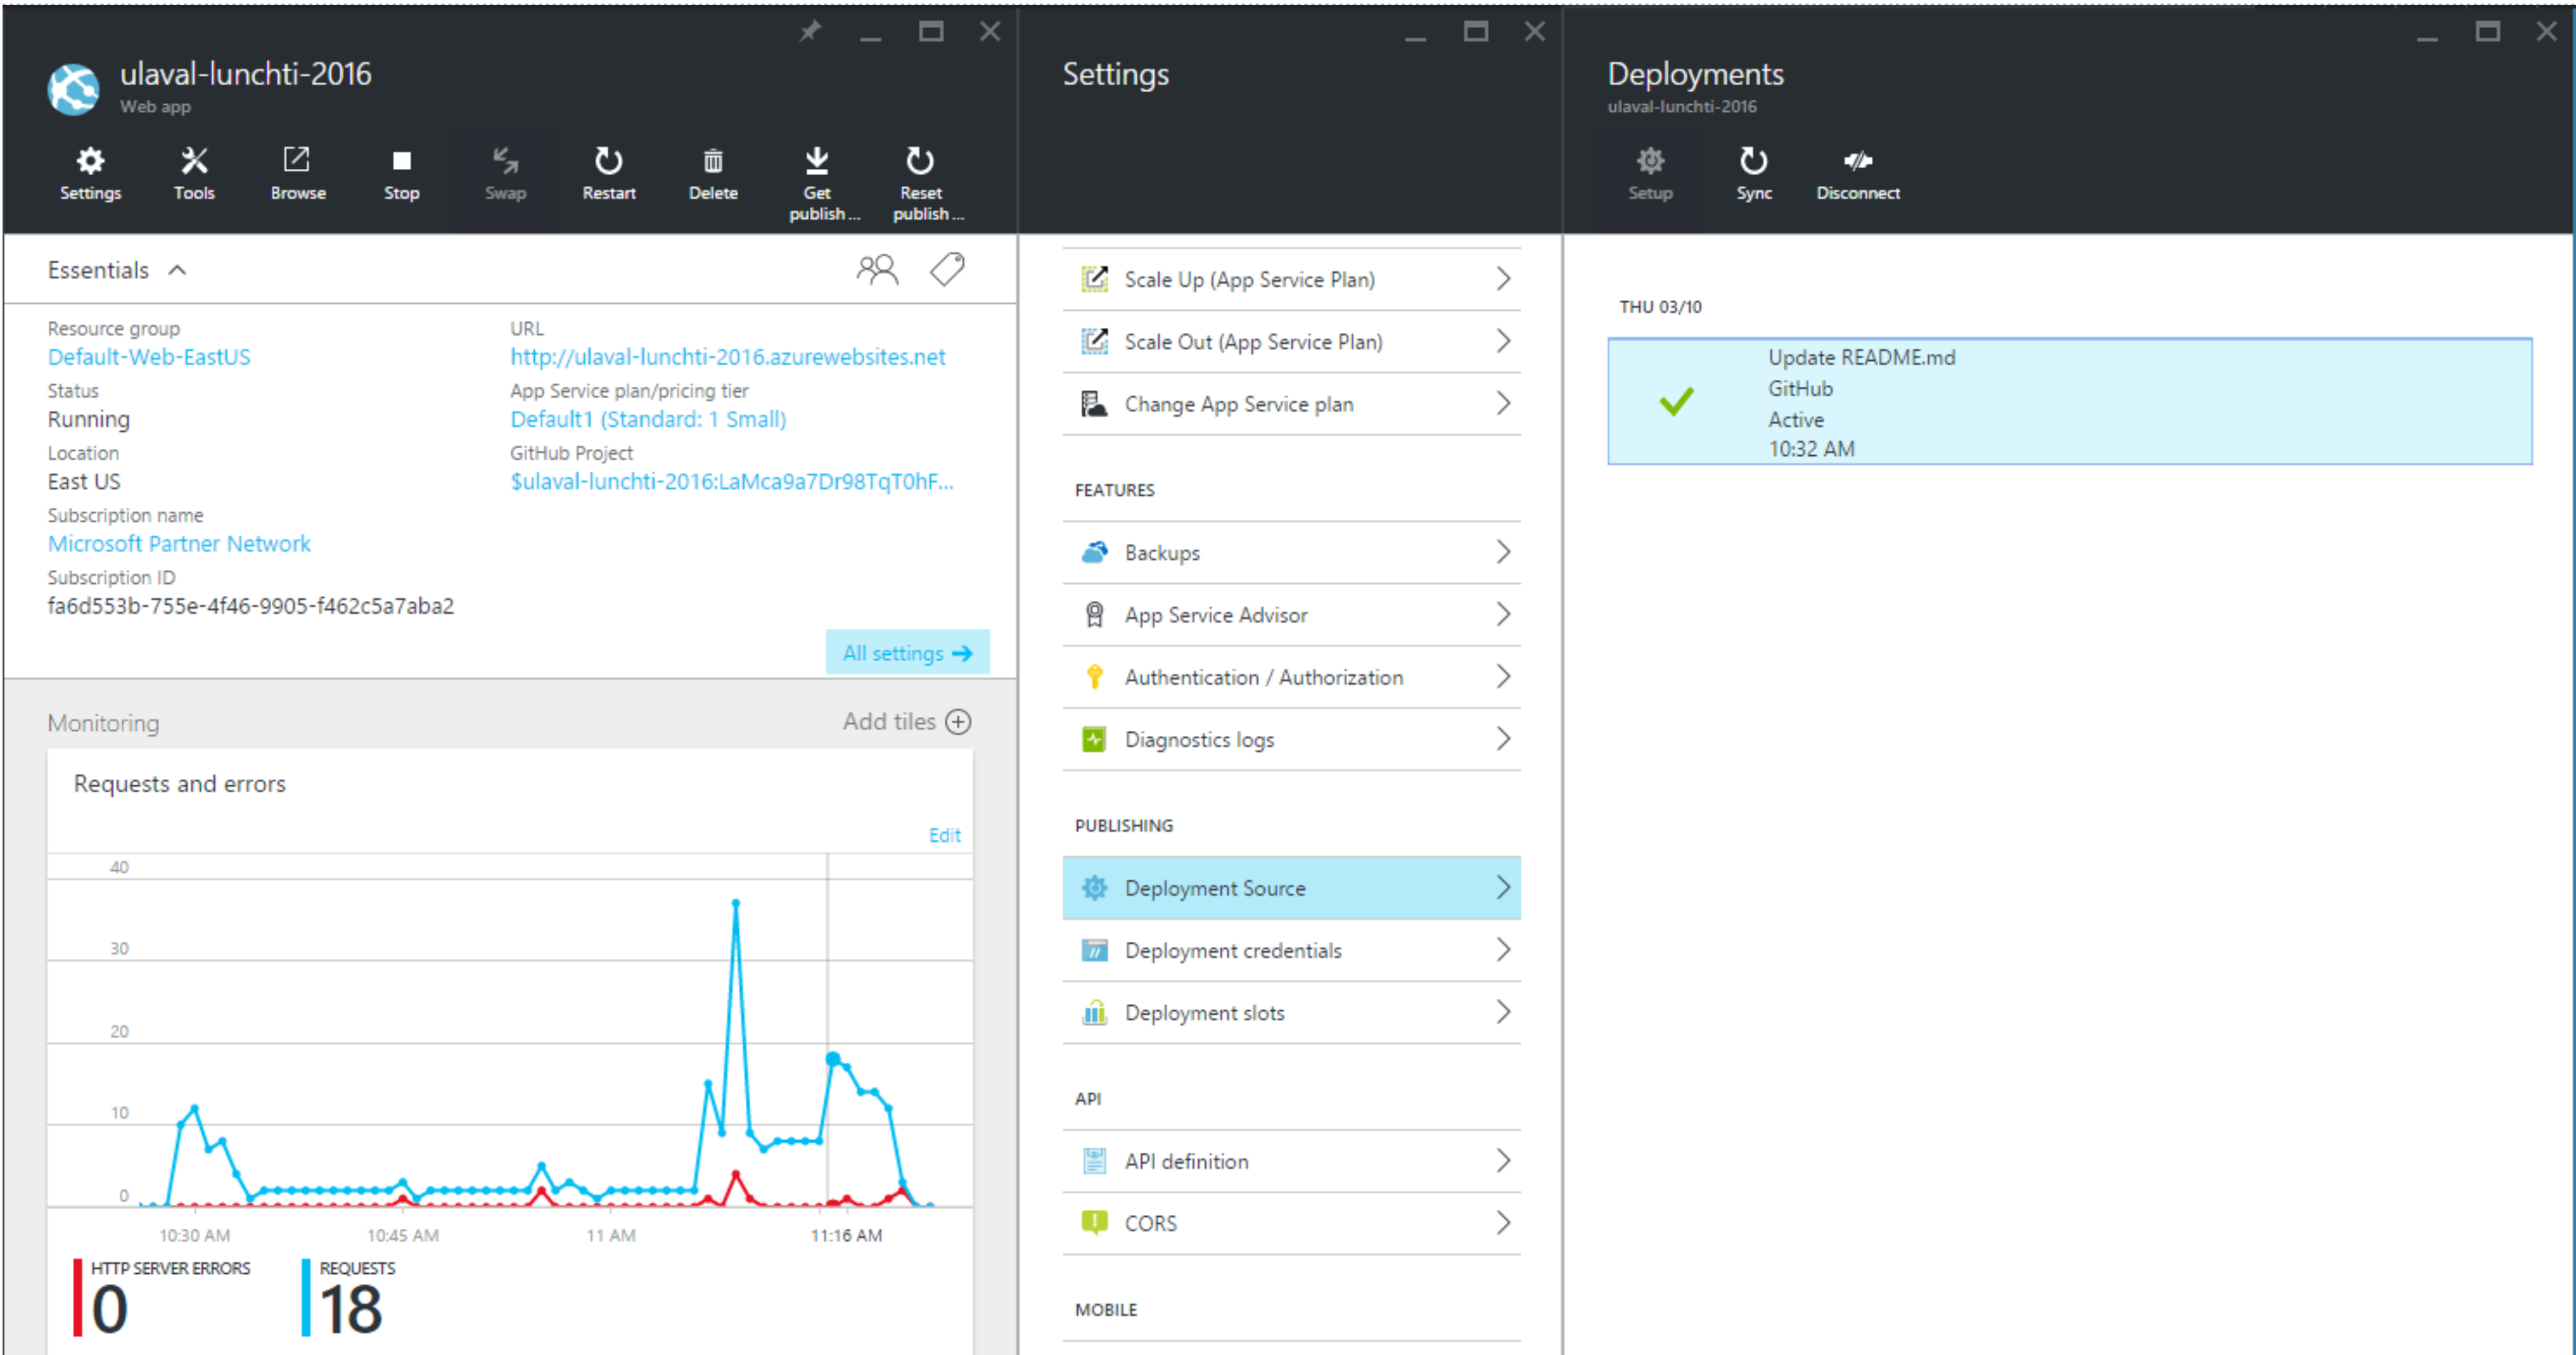 ulaval-lunchti-2016
Web app
Settings
Tools
Browse
Stop
Swap
Restart
Delete
Get
publish ...
Reset
publish ...
Essentials
Resource group
Default-Web-EastUS
Status
Running
Location
East US
Subscription name
Microsoft Partner Network
Subscription ID
fa6d553b-755e-4f46-9905-f462c5a7aba2
URL
http://ulaval-lunchti-2016.azurewebsites.net
App Service plan/pricing tier
Default1 (Standard: 1 Small)
GitHub Project
$ulaval-lunchti-2016:LaMca9a7Dr98TqT0hF...
All settings
Monitoring
Add tiles
Requests and errors
Edit
40
30
20
10
0
10:30 AM
10:45 AM
11 AM
11:16 AM
HTTP SERVER ERRORS
0
REQUESTS
18
Settings
Scale Up (App Service Plan)
Scale Out (App Service Plan)
Change App Service plan
FEATURES
Backups
App Service Advisor
Authentication / Authorization
Diagnostics logs
PUBLISHING
Deployment Source
Deployment credentials
Deployment slots
API
API definition
CORS
MOBILE
Deployments
ulaval-lunchti-2016
Setup
Sync
Disconnect
THU 03/10
Update README.md
GitHub
Active
10:32 AM